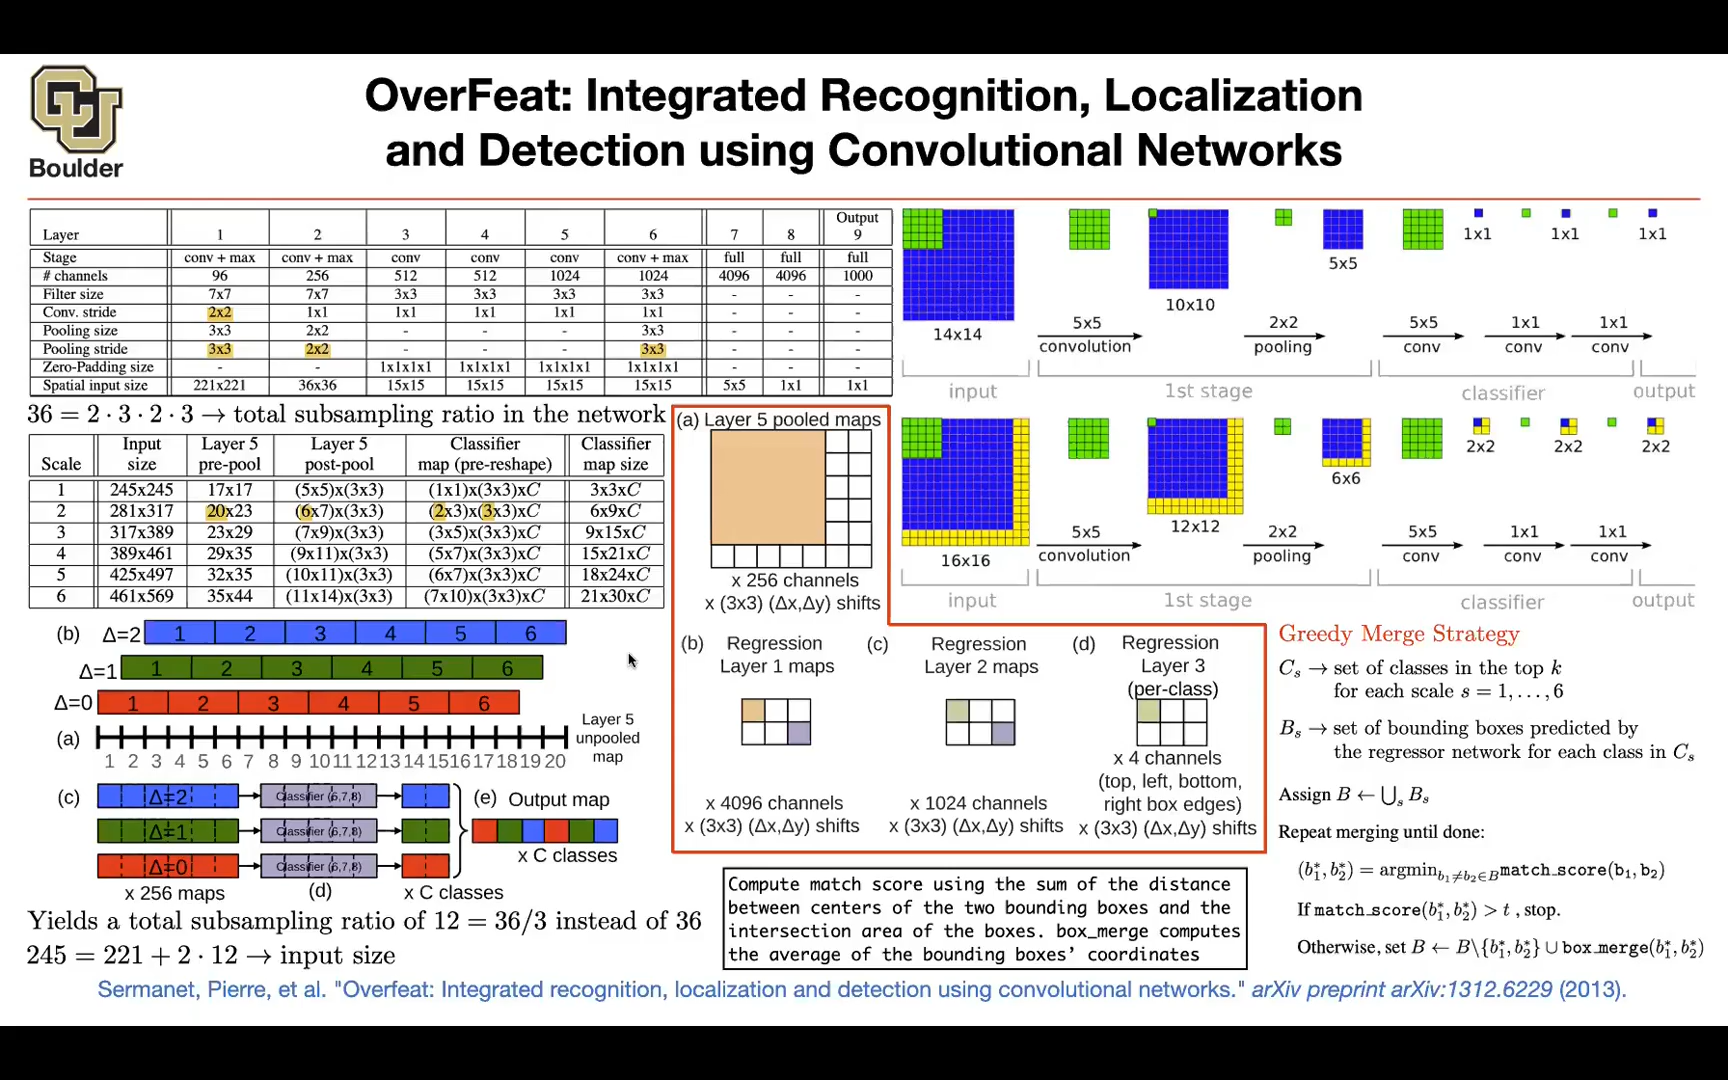 Boulder
OverFeat: Integrated Recognition, Localization
and Detection using Convolutional Networks
Layer 1 2 3 4 5 6 7 8 Output 9
Stage conv + max conv + max conv conv conv conv + max full full full
# channels 96 256 512 512 1024 1024 4096 4096 1000
Filter size 7x7 7x7 3x3 3x3 3x3 3x3 - - -
Conv. stride 2x2 1x1 1x1 1x1 1x1 1x1 - - -
Pooling size 3x3 2x2 - - - 3x3 - - -
Pooling stride 3x3 2x2 - - - 3x3 - - -
Zero-Padding size - - 1x1x1x1 1x1x1x1 1x1x1x1 1x1x1x1 - - -
Spatial input size 221x221 36x36 15x15 15x15 15x15 15x15 5x5 1x1 1x1
36 = 2 · 3 · 2 · 3 → total subsampling ratio in the network
Scale Input size Layer 5 pre-pool Layer 5 post-pool Classifier map (pre-reshape) Classifier map size
1 245x245 17x17 (5x5)x(3x3) (1x1)x(3x3)xC 3x3xC
2 281x317 20x23 (6x7)x(3x3) (2x3)x(3x3)xC 6x9xC
3 317x389 23x29 (7x9)x(3x3) (3x5)x(3x3)xC 9x15xC
4 389x461 29x35 (9x11)x(3x3) (5x7)x(3x3)xC 15x21xC
5 425x497 32x35 (10x11)x(3x3) (6x7)x(3x3)xC 18x24xC
6 461x569 35x44 (11x14)x(3x3) (7x10)x(3x3)xC 21x30xC
(b) Δ=2 1 2 3 4 5 6
Δ=1 1 2 3 4 5 6
Δ=0 1 2 3 4 5 6
(a) Layer 5
unpooled
map
1 2 3 4 5 6 7 8 9 10 11 12 13 14 15 16 17 18 19 20
(c) Δ=2 Classifier (6,7,8)
Δ=1 Classifier (6,7,8)
Δ=0 Classifier (6,7,8)
(e) Output map
x C classes
x 256 maps (d) x C classes
Yields a total subsampling ratio of 12 = 36/3 instead of 36
245 = 221 + 2 · 12 → input size
(a) Layer 5 pooled maps
x 256 channels
x (3x3) (Δx,Δy) shifts
(b) Regression
Layer 1 maps
x 4096 channels
x (3x3) (Δx,Δy) shifts
(c) Regression
Layer 2 maps
x 1024 channels
x (3x3) (Δx,Δy) shifts
(d) Regression
Layer 3
(per-class)
x 4 channels
(top, left, bottom,
right box edges)
x (3x3) (Δx,Δy) shifts
Compute match score using the sum of the distance
between centers of the two bounding boxes and the
intersection area of the boxes. box_merge computes
the average of the bounding boxes' coordinates
14x14 10x10 5x5 1x1 1x1 1x1
5x5 convolution 2x2 pooling 5x5 conv 1x1 conv 1x1 conv
input 1st stage classifier output
16x16 12x12 6x6 2x2 2x2 2x2
5x5 convolution 2x2 pooling 5x5 conv 1x1 conv 1x1 conv
input 1st stage classifier output
Greedy Merge Strategy
C_s → set of classes in the top k
for each scale s = 1, . . . , 6
B_s → set of bounding boxes predicted by
the regressor network for each class in C_s
Assign B ← ⋃_s B_s
Repeat merging until done:
(b_1^*, b_2^*) = argmin_{b_1≠b_2∈B} match_score(b_1, b_2)
If match_score(b_1^*, b_2^*) > t , stop.
Otherwise, set B ← B\{b_1^*, b_2^*} ∪ box_merge(b_1^*, b_2^*)
Sermanet, Pierre, et al. "Overfeat: Integrated recognition, localization and detection using convolutional networks." arXiv preprint arXiv:1312.6229 (2013).